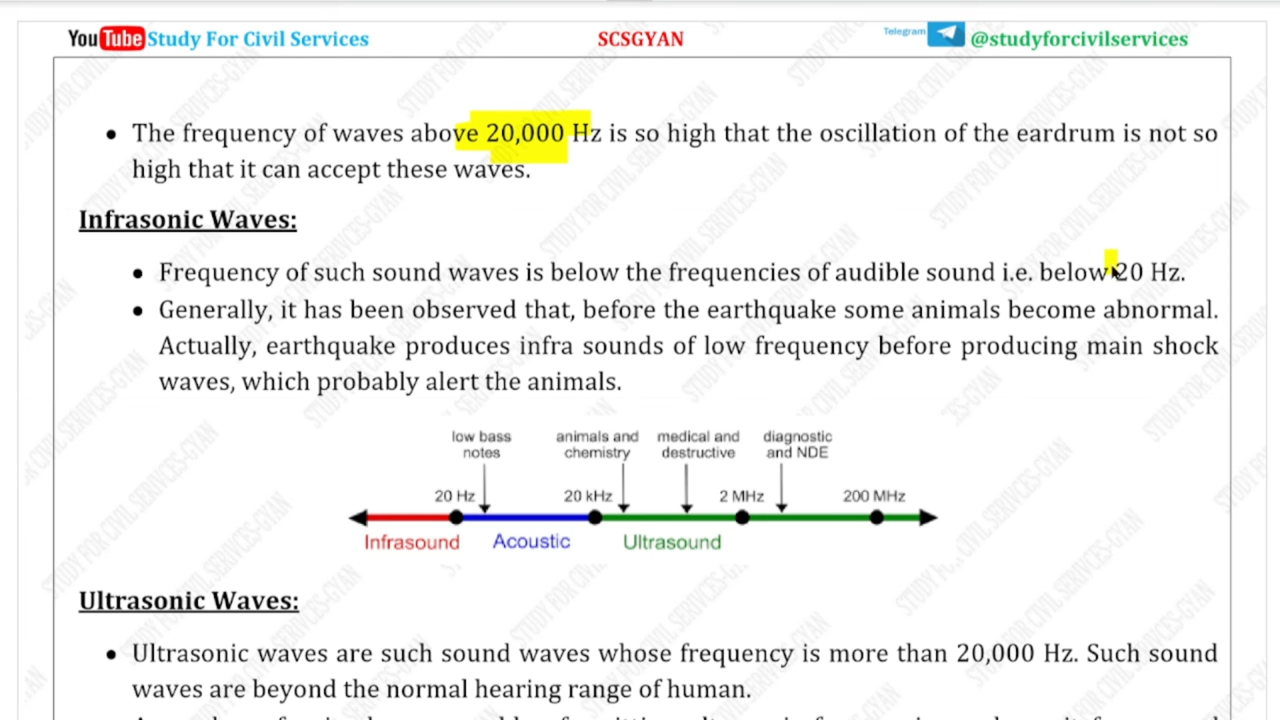 YouTube Study For Civil Services SCSGYAN Telegram @studyforcivilservices
• The frequency of waves above 20,000 Hz is so high that the oscillation of the eardrum is not so
high that it can accept these waves.
Infrasonic Waves:
• Frequency of such sound waves is below the frequencies of audible sound i.e. below 20 Hz.
• Generally, it has been observed that, before the earthquake some animals become abnormal.
Actually, earthquake produces infra sounds of low frequency before producing main shock
waves, which probably alert the animals.
low bass animals and medical and diagnostic
notes chemistry destructive and NDE
20 Hz 20 kHz 2 MHz 200 MHz
Infrasound Acoustic Ultrasound
Ultrasonic Waves:
• Ultrasonic waves are such sound waves whose frequency is more than 20,000 Hz. Such sound
waves are beyond the normal hearing range of human.